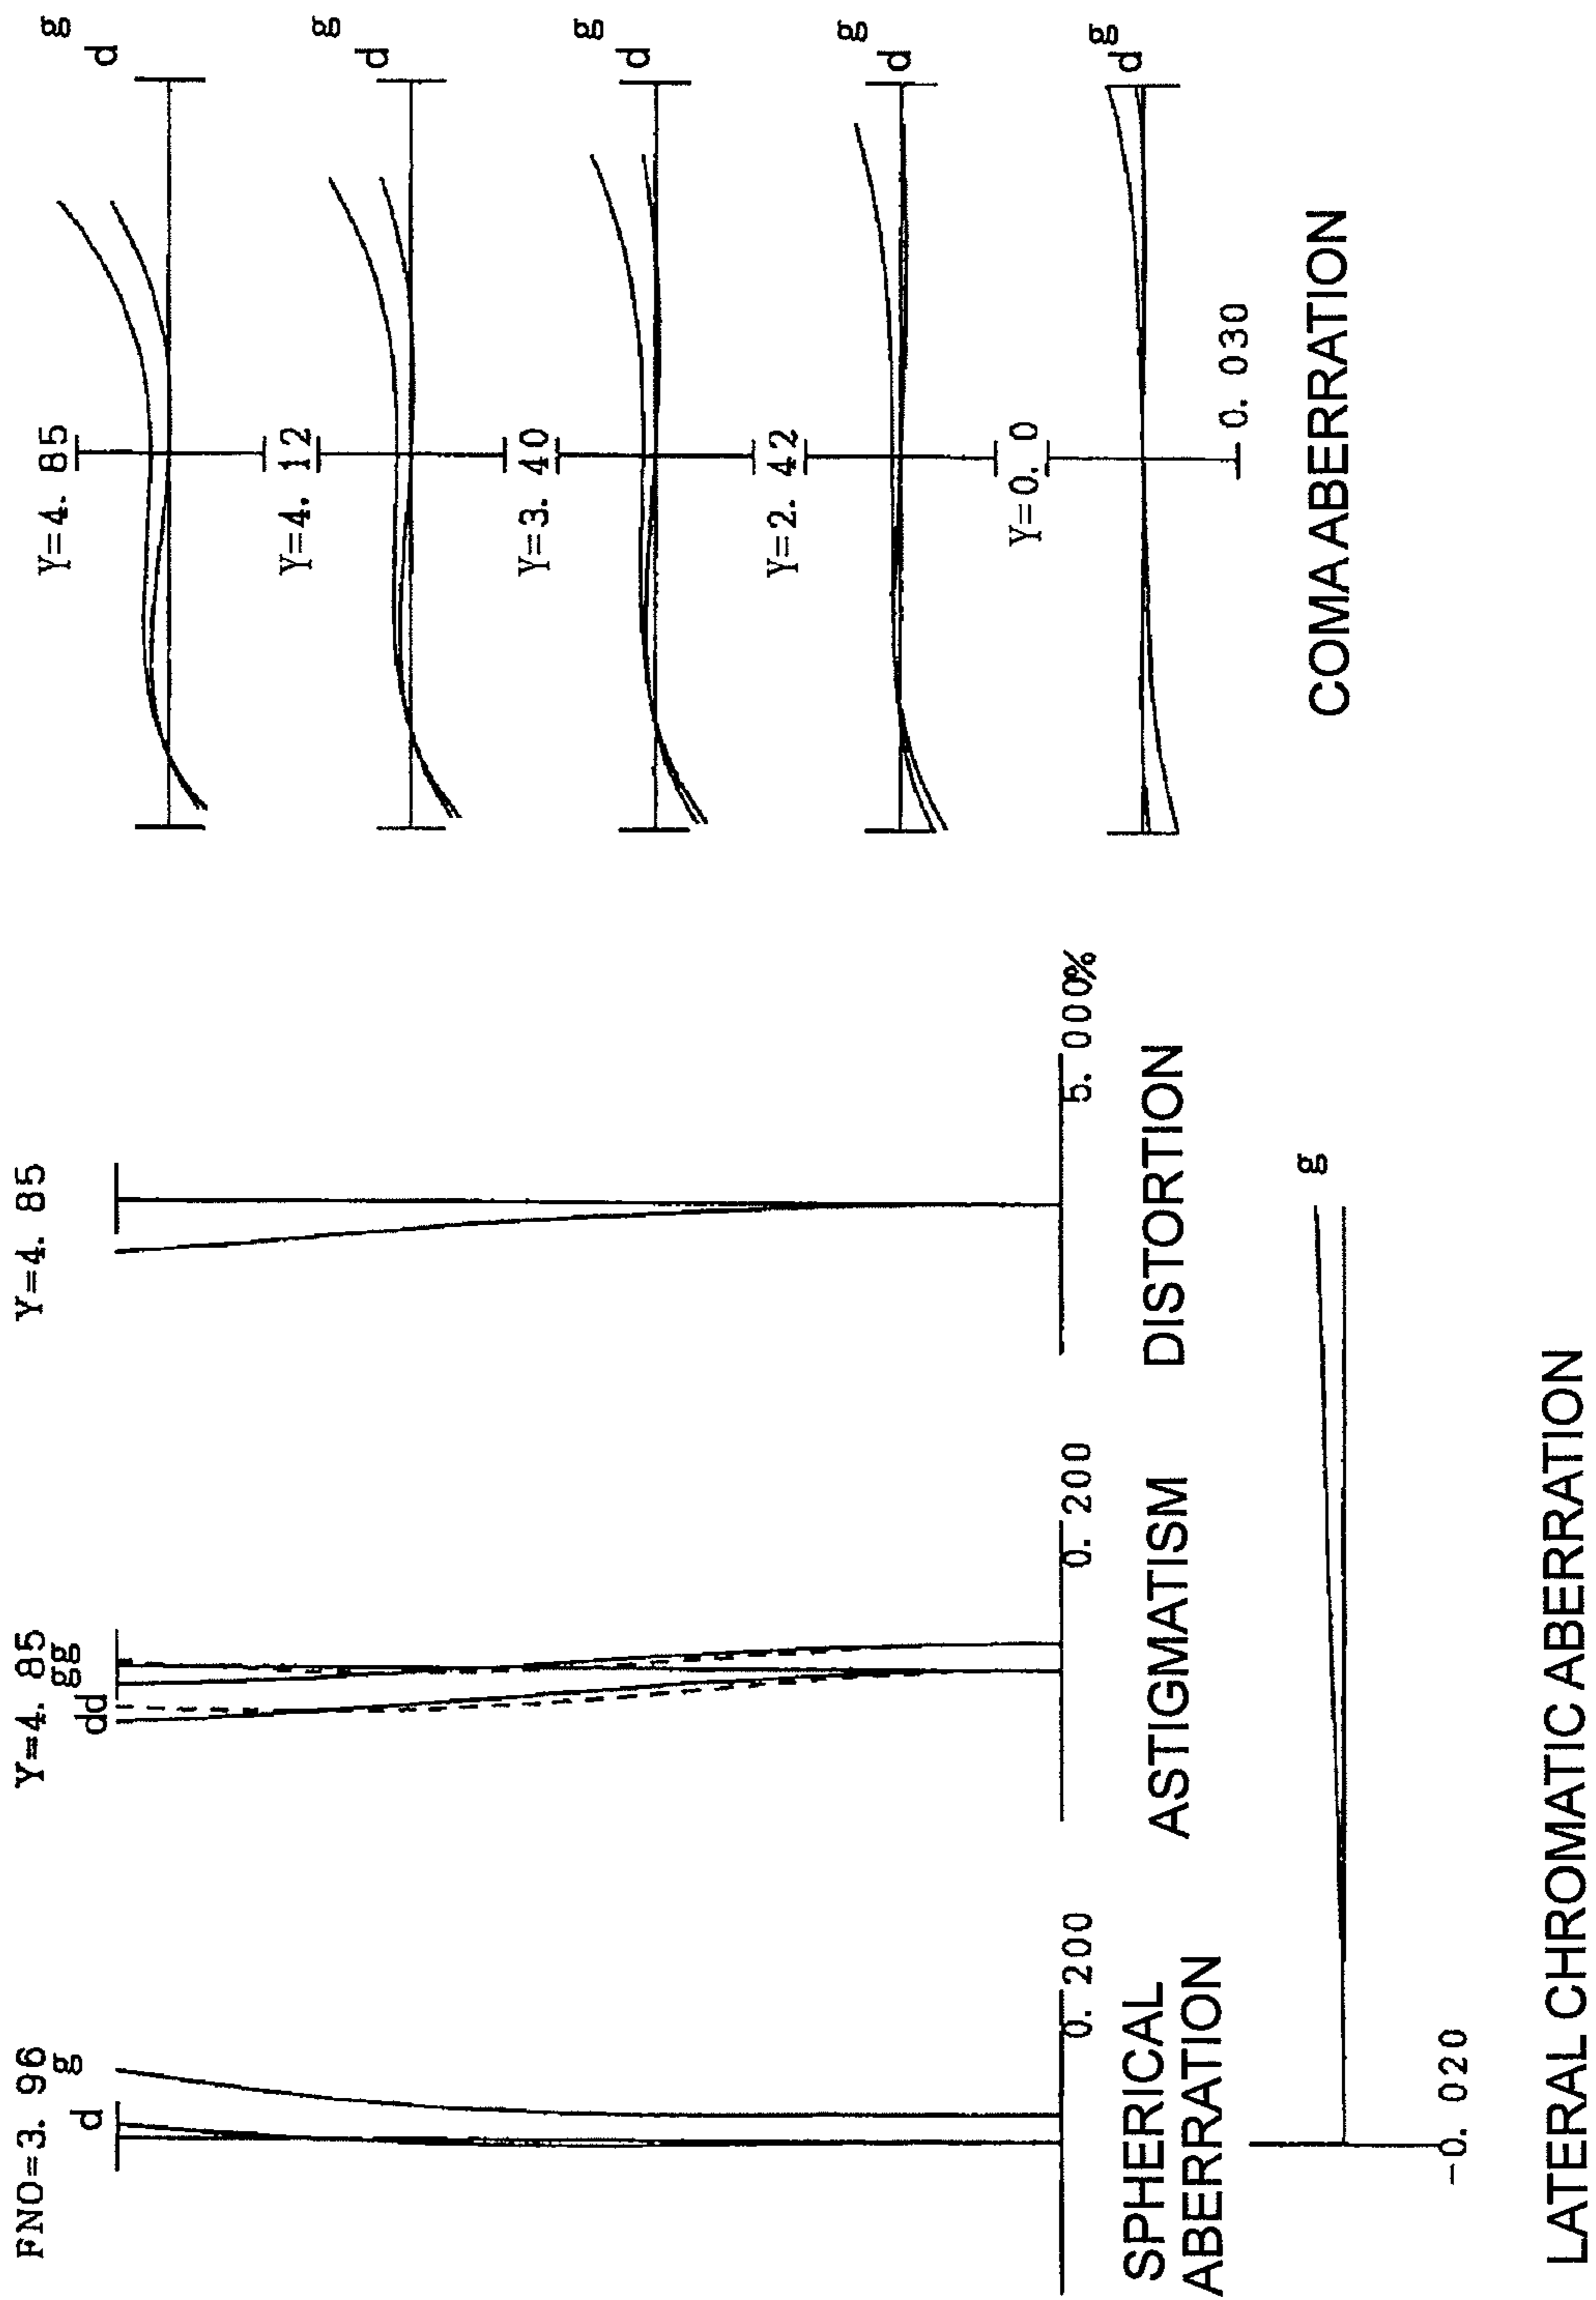 FNO=3. 96
d
g
0. 200
SPHERICAL
ABERRATION
Y=4. 85
dd
gg
0. 200
ASTIGMATISM
Y=4. 85
5. 000%
DISTORTION
g
-0. 020
LATERAL CHROMATIC ABERRATION
Y=4. 85
d
g
Y=4. 12
d
g
Y=3. 40
d
g
Y=2. 42
d
g
Y=0. 0
d
g
0. 030
COMA ABERRATION